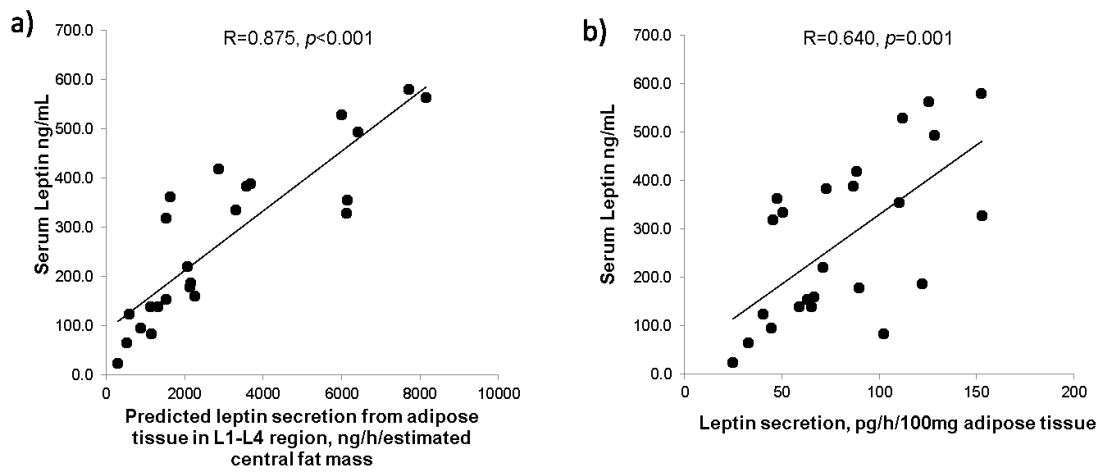 a)
R=0.875, p<0.001
Serum Leptin ng/mL
700.0
600.0
500.0
400.0
300.0
200.0
100.0
0.0
0 2000 4000 6000 8000 10000
Predicted leptin secretion from adipose
tissue in L1-L4 region, ng/h/estimated
central fat mass
b)
R=0.640, p=0.001
Serum Leptin ng/mL
700.0
600.0
500.0
400.0
300.0
200.0
100.0
0.0
0 50 100 150 200
Leptin secretion, pg/h/100mg adipose tissue